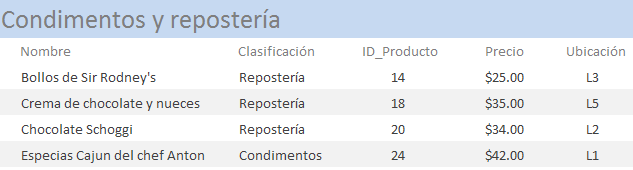 Condimentos y repostería
Nombre Clasificación ID_Producto Precio Ubicación
Bollos de Sir Rodney's Repostería 14 $25.00 L3
Crema de chocolate y nueces Repostería 18 $35.00 L5
Chocolate Schoggi Repostería 20 $34.00 L2
Especias Cajun del chef Anton Condimentos 24 $42.00 L1